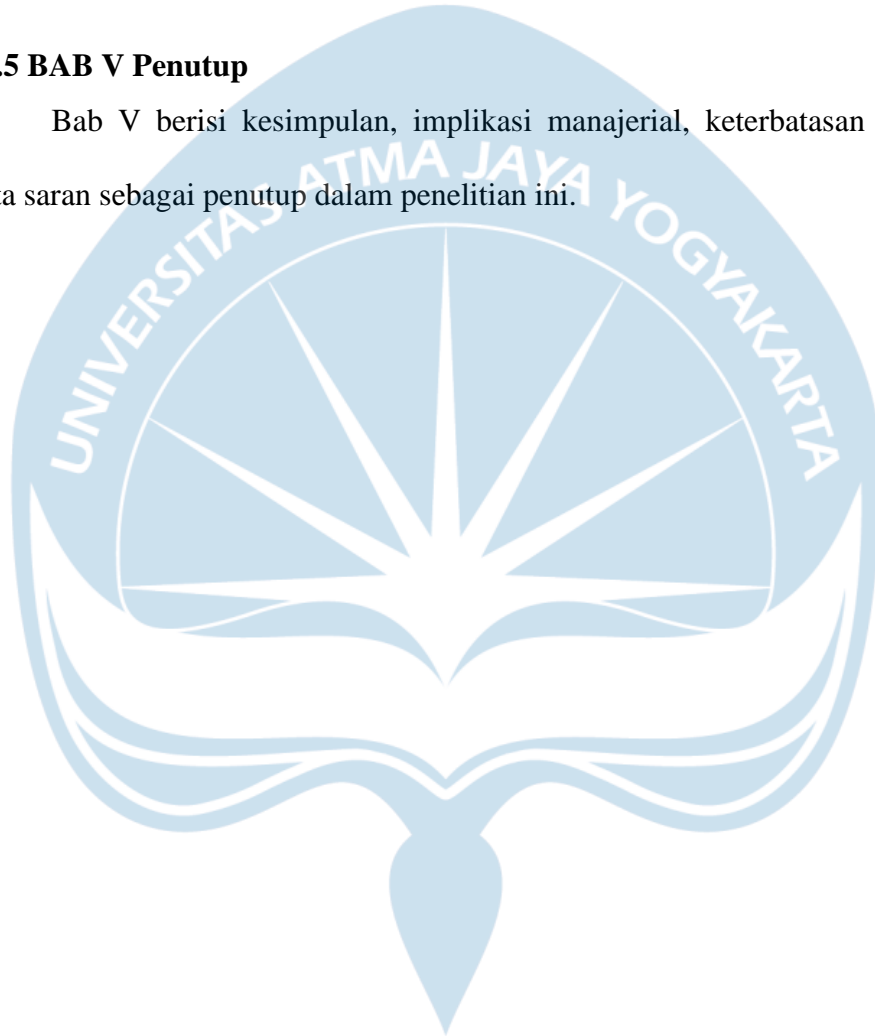 .5 BAB V Penutup
Bab V berisi kesimpulan, implikasi manajerial, keterbatasan
ta saran sebagai penutup dalam penelitian ini.
UNIVERSITAS ATMA JAYA YOGYAKARTA